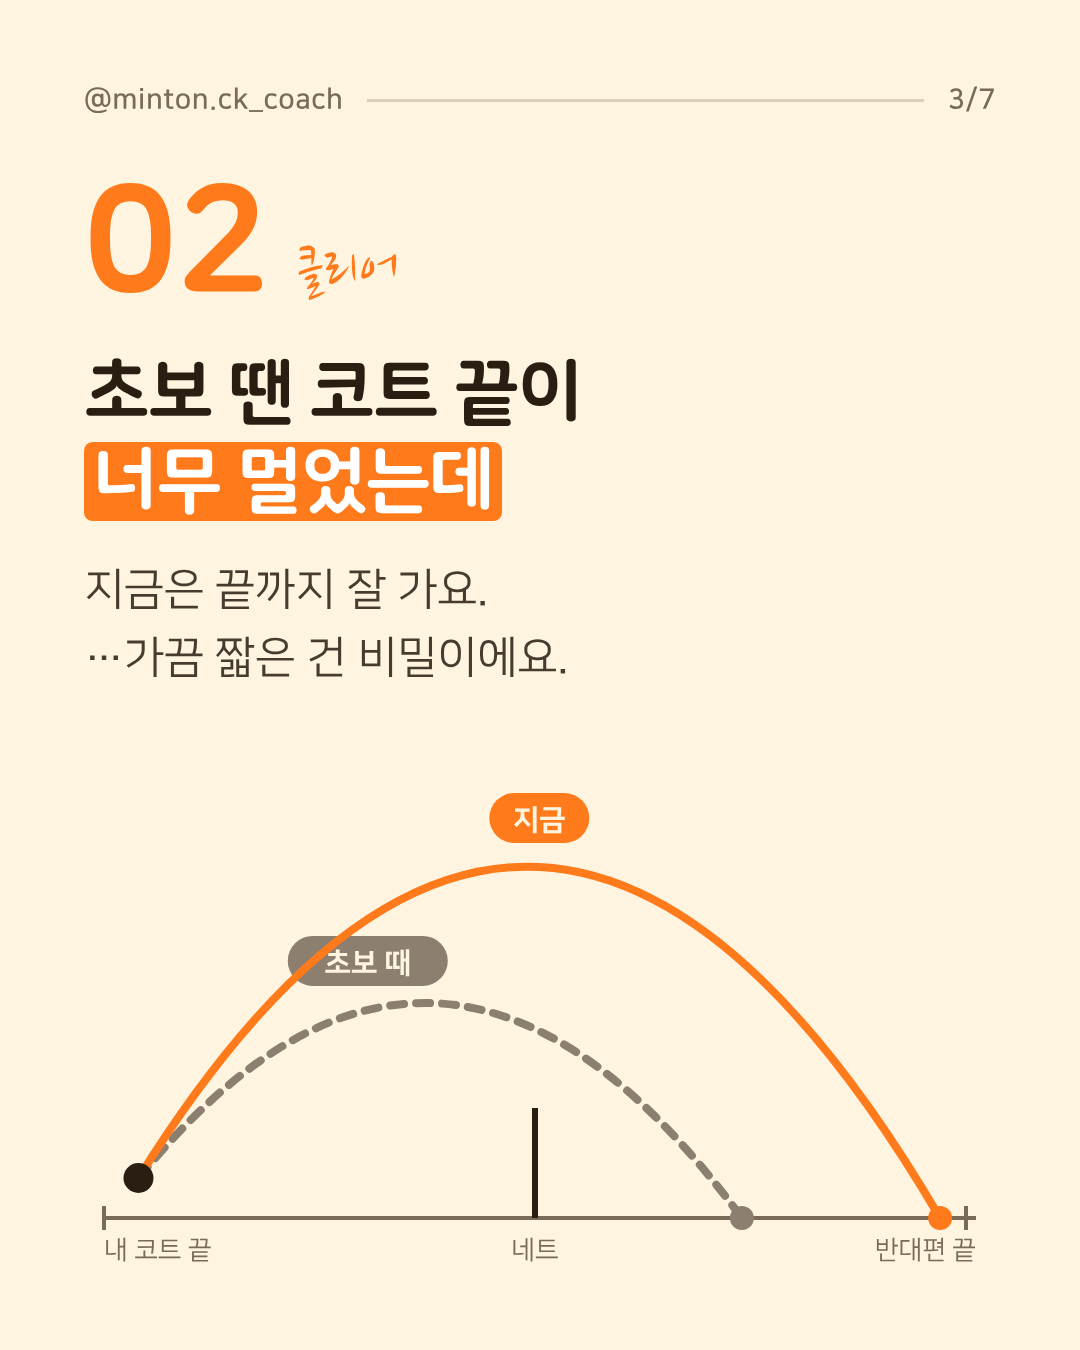 @minton.ck_coach
3/7
02 클리어
초보 땐 코트 끝이
너무 멀었는데
지금은 끝까지 잘 가요.
…가끔 짧은 건 비밀이에요.
지금
초보 때
내 코트 끝
네트
반대편 끝